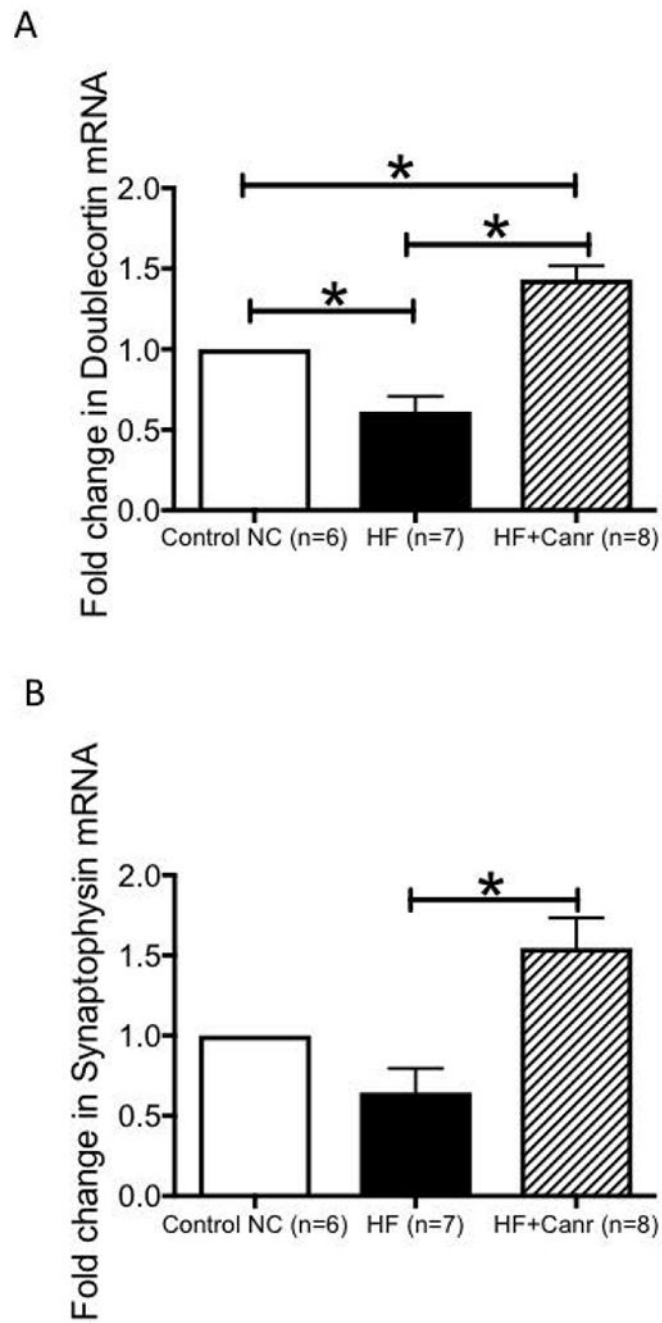 A
Fold change in Doublecortin mRNA
2.0
1.5
1.0
0.5
0.0
*
*
*
Control NC (n=6) HF (n=7) HF+Canr (n=8)
B
Fold change in Synaptophysin mRNA
2.0
1.5
1.0
0.5
0.0
*
Control NC (n=6) HF (n=7) HF+Canr (n=8)